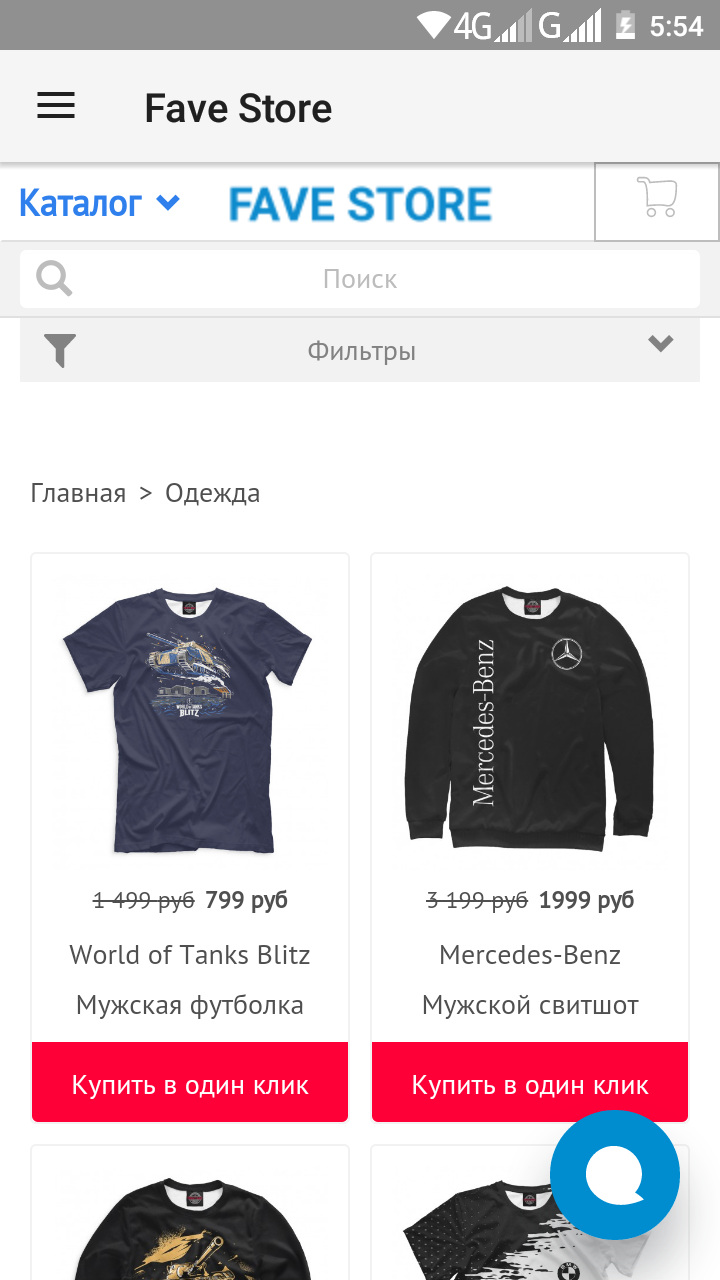 4G G 5:54
Fave Store
Каталог FAVE STORE
Поиск
Фильтры
Главная > Одежда
WORLD OF TANKS
BLITZ
Mercedes-Benz
1 499 руб 799 руб
3 199 руб 1999 руб
World of Tanks Blitz
Мужская футболка
Mercedes-Benz
Мужской свитшот
Купить в один клик
Купить в один клик